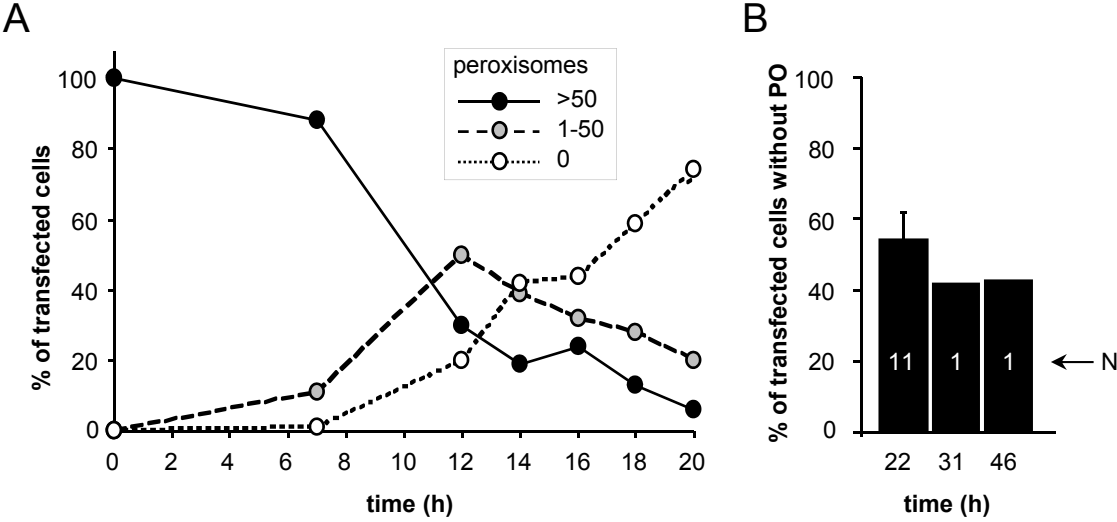 A
B
peroxisomes
>50
1-50
0
% of transfected cells
100
80
60
40
20
0
0 2 4 6 8 10 12 14 16 18 20
time (h)
% of transfected cells without PO
100
80
60
40
20
0
11 1 1
N
22 31 46
time (h)